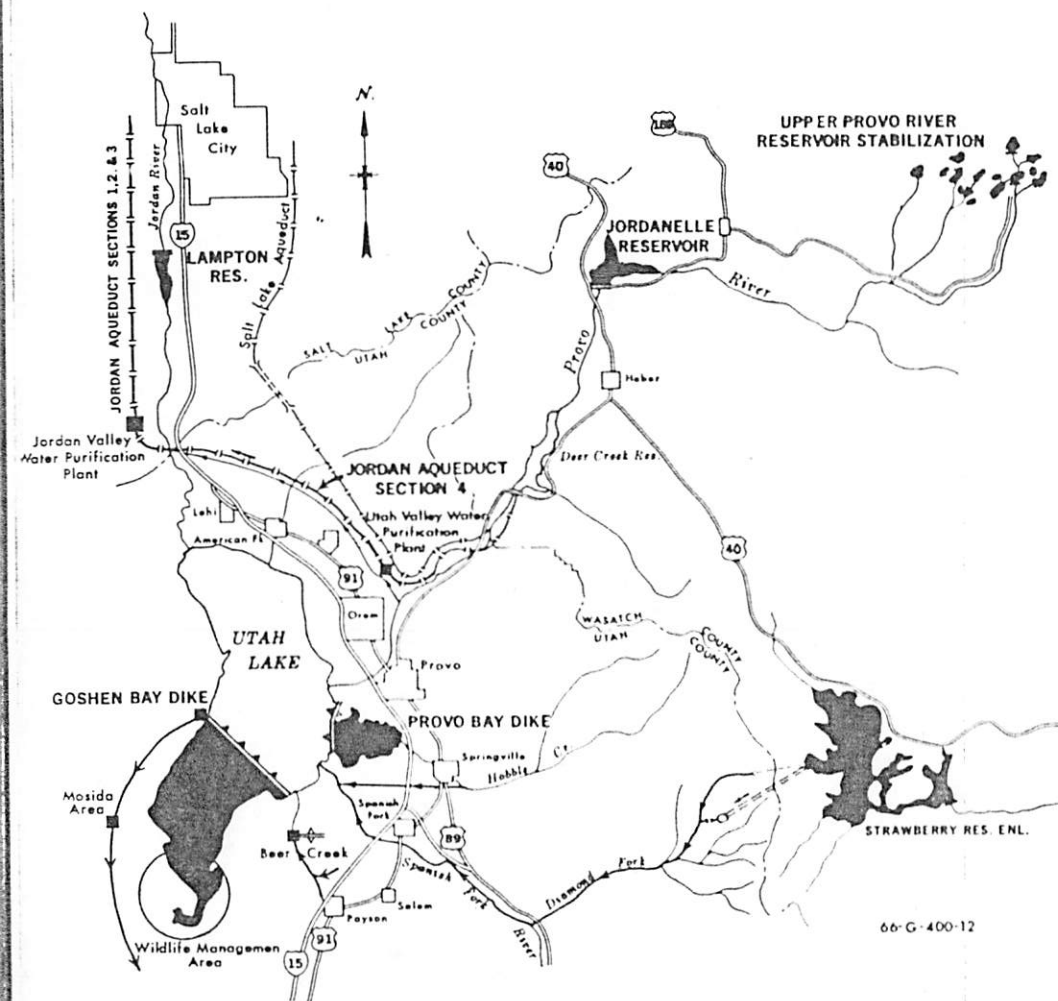 N.
Salt
Lake
City
JORDAN AQUEDUCT SECTIONS 1, 2. & 3
Jordan River
15
LAMPTON
RES.
Salt Lake Aqueduct
40
189
UPPER PROVO RIVER
RESERVOIR STABILIZATION
JORDANELLE
RESERVOIR
River
Provo
SALT LAKE COUNTY
UTAH COUNTY
Heber
Deer Creek Res.
Jordan Valley
Water Purification
Plant
JORDAN AQUEDUCT
SECTION 4
Utah Valley Water
Purification
Plant
Lehi
American Fk
91
Orem
40
WASATCH COUNTY
UTAH COUNTY
UTAH
LAKE
Provo
GOSHEN BAY DIKE
PROVO BAY DIKE
Springville
Hobble Cr.
Mosida
Area
Spanish
Fork
89
STRAWBERRY RES. ENL.
Beer Creek
Spanish Fork River
Diamond Fork
Salem
Payson
Wildlife Managemen
Area
91
15
66-G-400-12